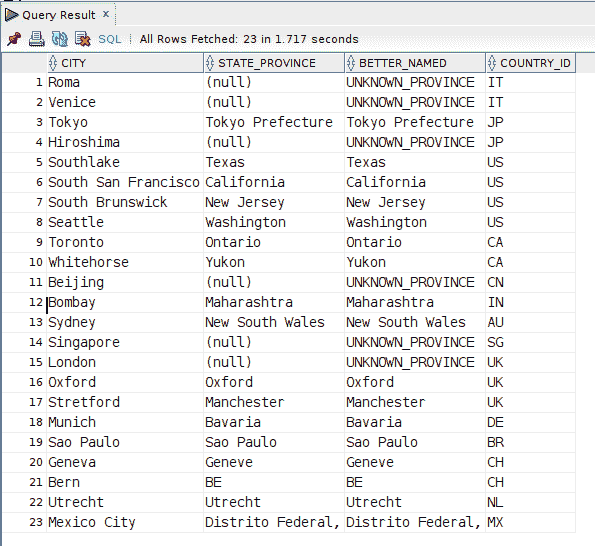 Query Result x
SQL | All Rows Fetched: 23 in 1.717 seconds
CITY STATE_PROVINCE BETTER_NAMED COUNTRY_ID
1 Roma (null) UNKNOWN_PROVINCE IT
2 Venice (null) UNKNOWN_PROVINCE IT
3 Tokyo Tokyo Prefecture Tokyo Prefecture JP
4 Hiroshima (null) UNKNOWN_PROVINCE JP
5 Southlake Texas Texas US
6 South San Francisco California California US
7 South Brunswick New Jersey New Jersey US
8 Seattle Washington Washington US
9 Toronto Ontario Ontario CA
10 Whitehorse Yukon Yukon CA
11 Beijing (null) UNKNOWN_PROVINCE CN
12 Bombay Maharashtra Maharashtra IN
13 Sydney New South Wales New South Wales AU
14 Singapore (null) UNKNOWN_PROVINCE SG
15 London (null) UNKNOWN_PROVINCE UK
16 Oxford Oxford Oxford UK
17 Stretford Manchester Manchester UK
18 Munich Bavaria Bavaria DE
19 Sao Paulo Sao Paulo Sao Paulo BR
20 Geneva Geneve Geneve CH
21 Bern BE BE CH
22 Utrecht Utrecht Utrecht NL
23 Mexico City Distrito Federal, Distrito Federal, MX